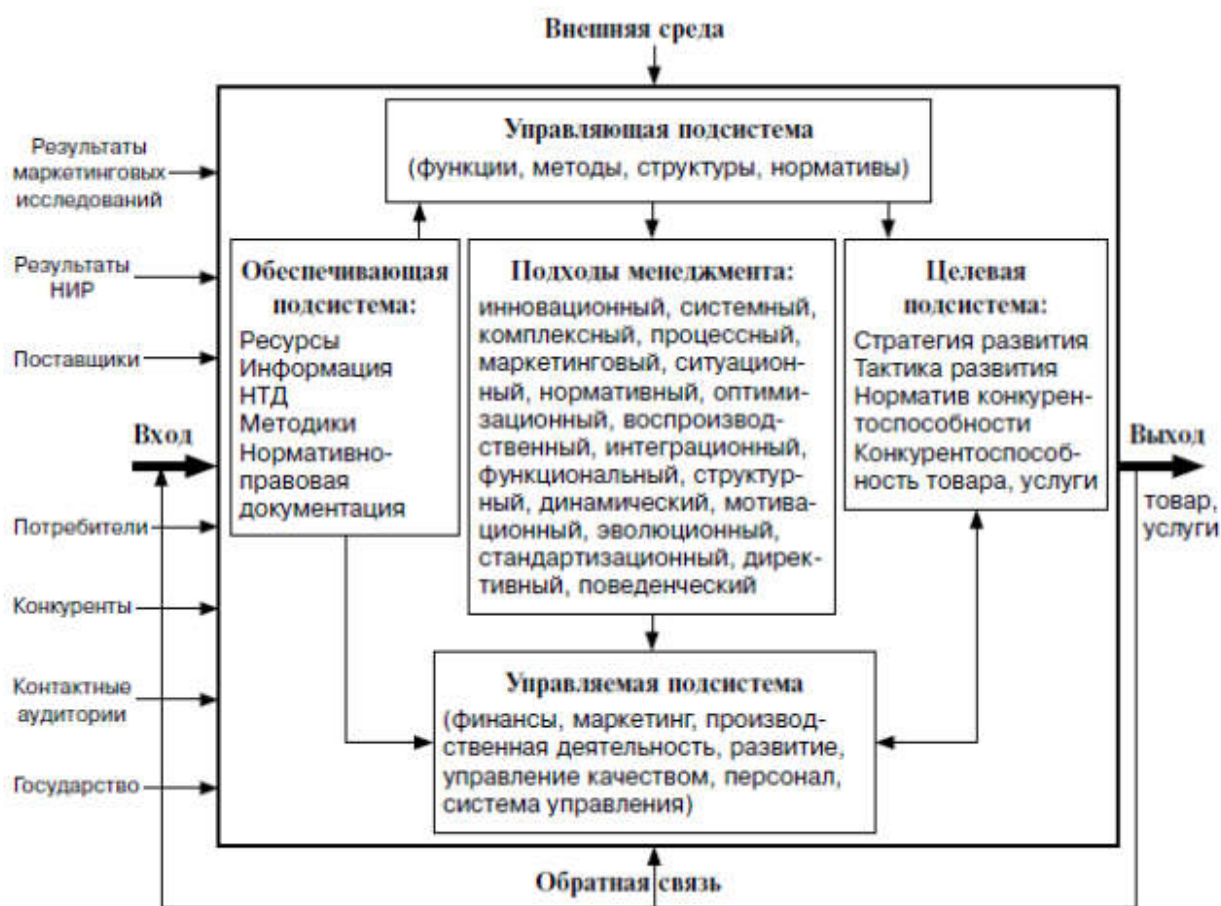 Внешняя среда
Управляющая подсистема
(функции, методы, структуры, нормативы)
Результаты
маркетинговых
исследований
Результаты
НИР
Поставщики
Вход
Потребители
Конкуренты
Контактные
аудитории
Государство
Обеспечивающая
подсистема:
Ресурсы
Информация
НТД
Методики
Нормативно-
правовая
документация
Подходы менеджмента:
инновационный, системный,
комплексный, процессный,
маркетинговый, ситуацион-
ный, нормативный, оптими-
зационный, воспроизвод-
ственный, интеграционный,
функциональный, структур-
ный, динамический, мотива-
ционный, эволюционный,
стандартизационный, дирек-
тивный, поведенческий
Целевая
подсистема:
Стратегия развития
Тактика развития
Норматив конкурен-
тоспособности
Конкурентоспособ-
ность товара, услуги
Выход
товар,
услуги
Управляемая подсистема
(финансы, маркетинг, производ-
ственная деятельность, развитие,
управление качеством, персонал,
система управления)
Обратная связь